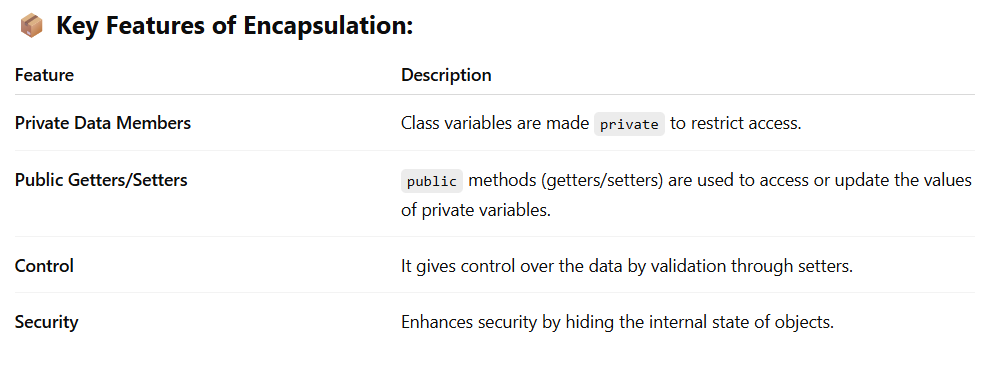 📦 Key Features of Encapsulation:
Feature Description
Private Data Members Class variables are made private to restrict access.
Public Getters/Setters public methods (getters/setters) are used to access or update the values
of private variables.
Control It gives control over the data by validation through setters.
Security Enhances security by hiding the internal state of objects.